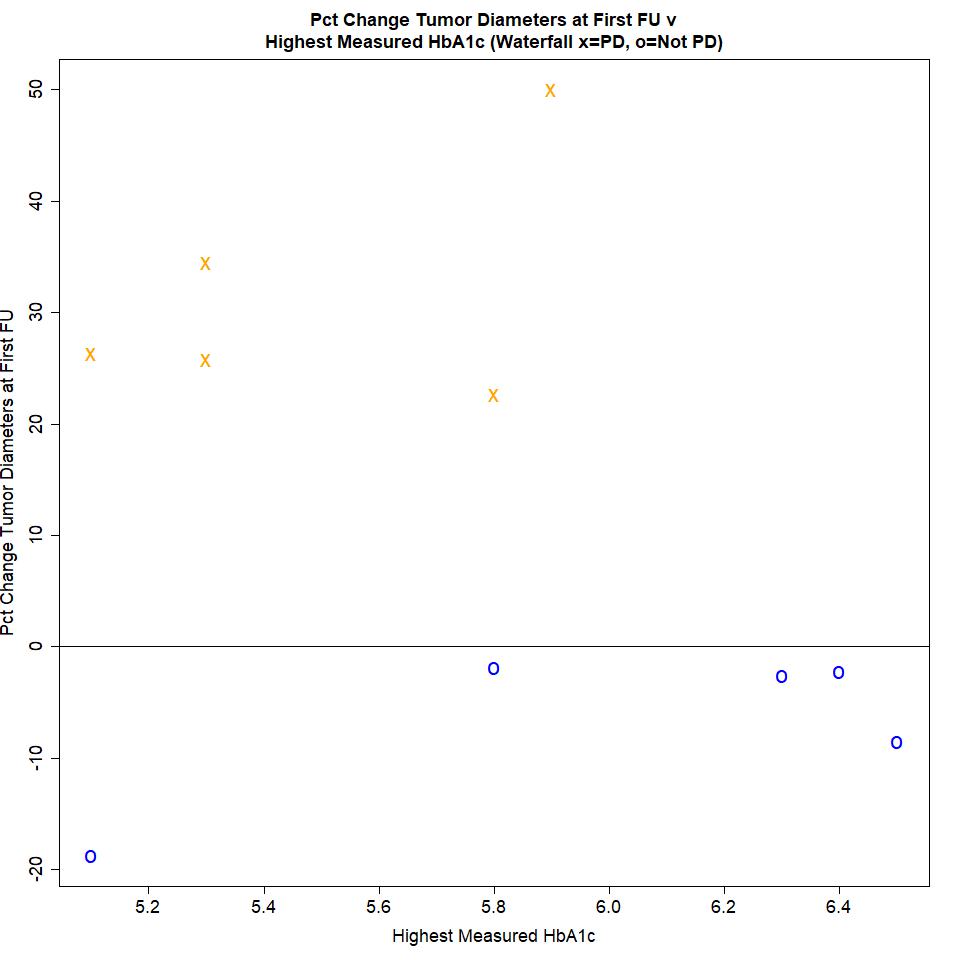 Pct Change Tumor Diameters at First FU v
Highest Measured HbA1c (Waterfall x=PD, o=Not PD)
Pct Change Tumor Diameters at First FU
50
40
30
20
10
0
-10
-20
X
X
X
X
X
O
O
O
O
O
5.2
5.4
5.6
5.8
6.0
6.2
6.4
Highest Measured HbA1c